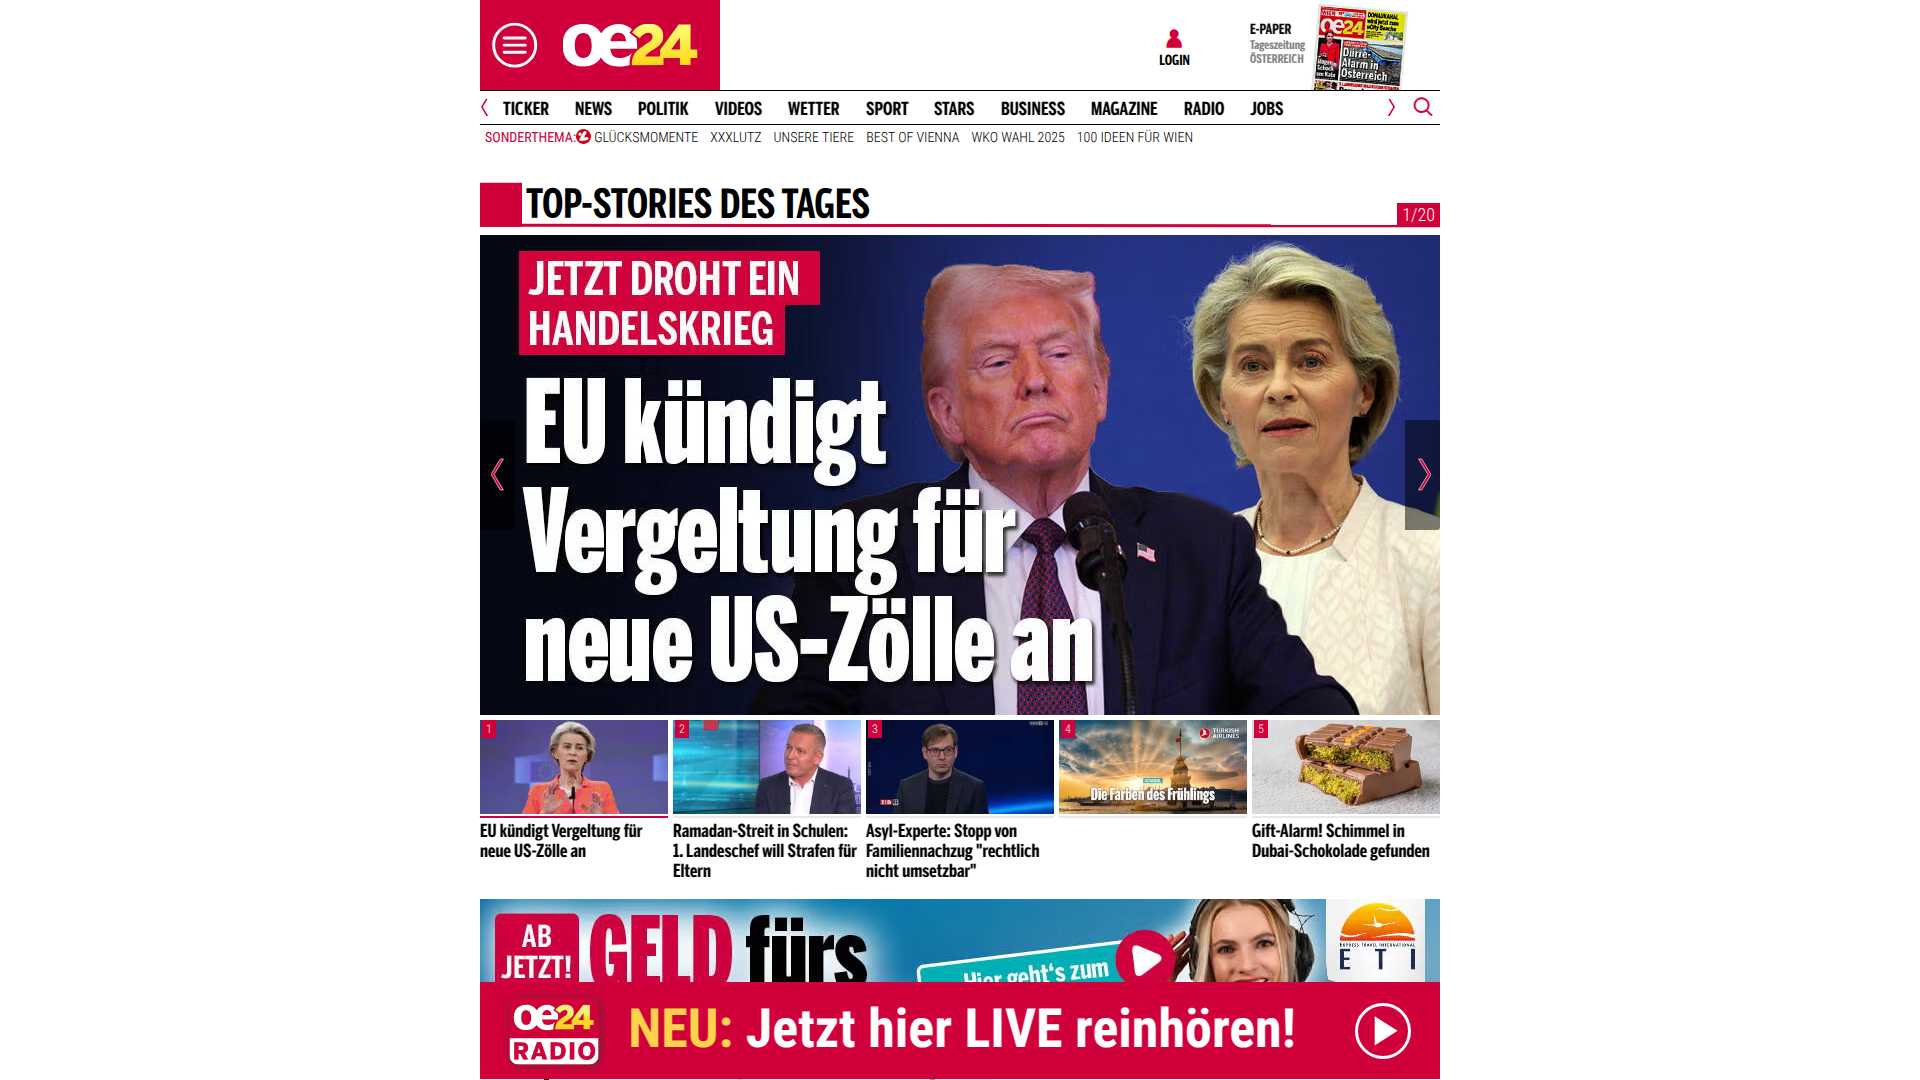 oe24
LOGIN
E-PAPER
Tageszeitung
ÖSTERREICH
oe24
Dürre-
Alarm in
Österreich
TICKER NEWS POLITIK VIDEOS WETTER SPORT STARS BUSINESS MAGAZINE RADIO JOBS
SONDERTHEMA: GLÜCKSMOMENTE XXXLUTZ UNSERE TIERE BEST OF VIENNA WKO WAHL 2025 100 IDEEN FÜR WIEN
TOP-STORIES DES TAGES
1/20
JETZT DROHT EIN
HANDELSKRIEG
EU kündigt
Vergeltung für
neue US-Zölle an
1
2
3
4
5
TURKISH
AIRLINES
Die Farben des Frühlings
EU kündigt Vergeltung für
neue US-Zölle an
Ramadan-Streit in Schulen:
1. Landeschef will Strafen für
Eltern
Asyl-Experte: Stopp von
Familiennachzug "rechtlich
nicht umsetzbar"
Gift-Alarm! Schimmel in
Dubai-Schokolade gefunden
AB
JETZT!
GELD fürs
Hier geht's zum
EXPRESS TRAVEL INTERNATIONAL
ETI
oe24
RADIO
NEU: Jetzt hier LIVE reinhören!